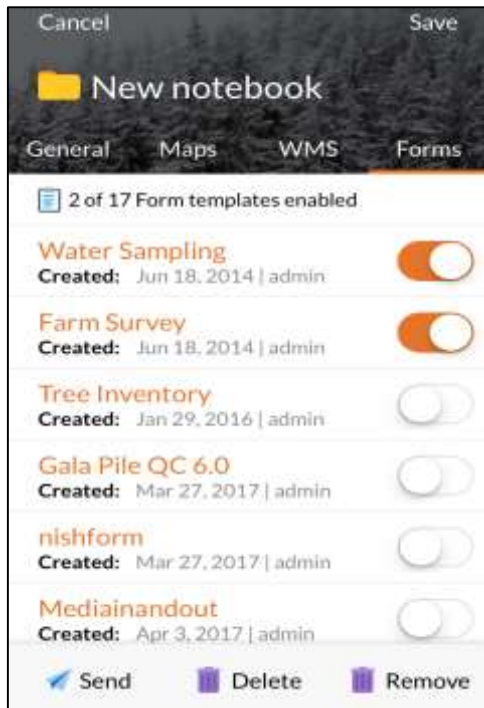 Cancel Save
New notebook
General Maps WMS Forms
2 of 17 Form templates enabled
Water Sampling
Created: Jun 18, 2014 | admin
Farm Survey
Created: Jun 18, 2014 | admin
Tree Inventory
Created: Jan 29, 2016 | admin
Gala Pile QC 6.0
Created: Mar 27, 2017 | admin
nishform
Created: Mar 27, 2017 | admin
Mediainandout
Created: Apr 3, 2017 | admin
Send Delete Remove